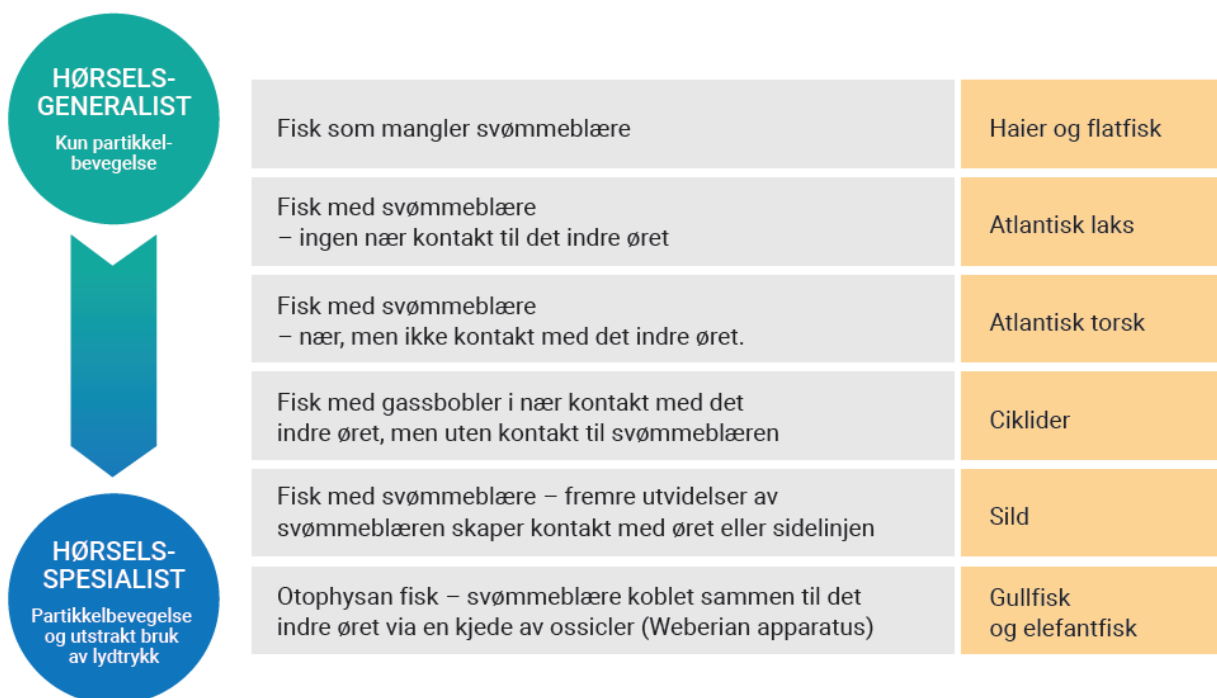 HØRSELS-
GENERALIST
Kun partikkel-
bevegelse
Fisk som mangler svømmeblære
Haier og flatfisk
Fisk med svømmeblære
– ingen nær kontakt til det indre øret
Atlantisk laks
Fisk med svømmeblære
– nær, men ikke kontakt med det indre øret.
Atlantisk torsk
Fisk med gassbobler i nær kontakt med det
indre øret, men uten kontakt til svømmeblæren
Ciklider
Fisk med svømmeblære – fremre utvidelser av
svømmeblæren skaper kontakt med øret eller sidelinjen
Sild
HØRSELS-
SPESIALIST
Partikkelbevegelse
og utstrakt bruk
av lydtrykk
Otophysan fisk – svømmeblære koblet sammen til det
indre øret via en kjede av ossicler (Weberian apparatus)
Gullfisk
og elefantfisk